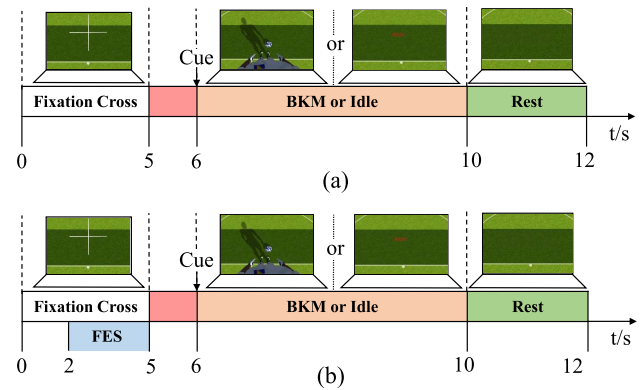 or
Cue
Fixation Cross
BKM or Idle
Rest
t/s
0
5
6
10
12
(a)
or
Cue
Fixation Cross
BKM or Idle
Rest
FES
t/s
0
2
5
6
10
12
(b)